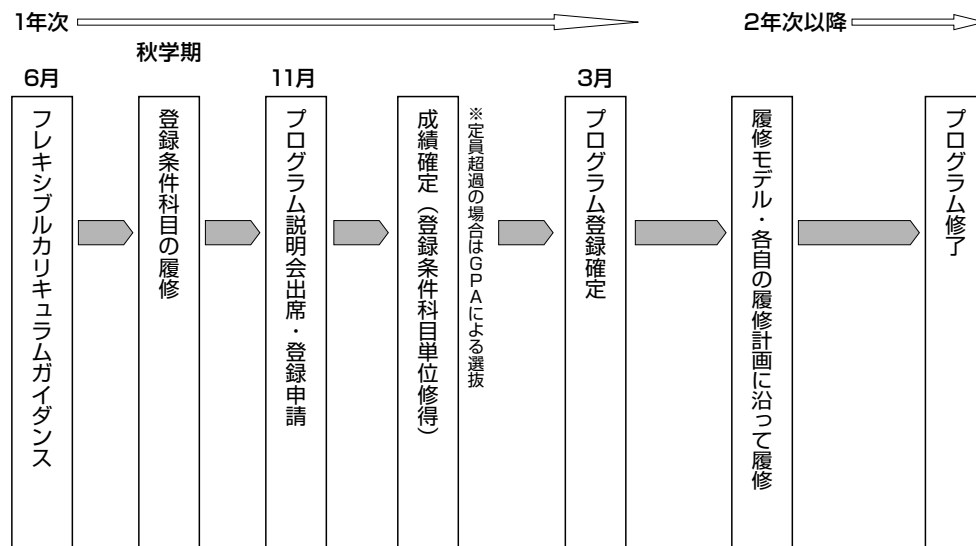 1年次
2年次以降
秋学期
6月
11月
3月
フレキシブルカリキュラムガイダンス
登録条件科目の履修
プログラム説明会出席・登録申請
成績確定（登録条件科目単位修得）
※定員超過の場合はGPAによる選抜
プログラム登録確定
履修モデル・各自の履修計画に沿って履修
プログラム修了